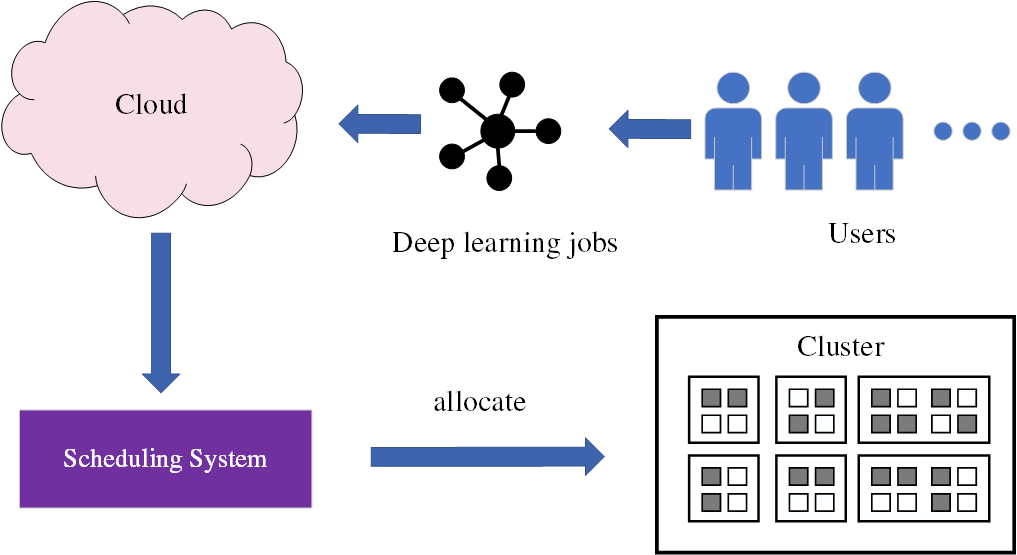 Cloud
Deep learning jobs
Users
Cluster
allocate
Scheduling System